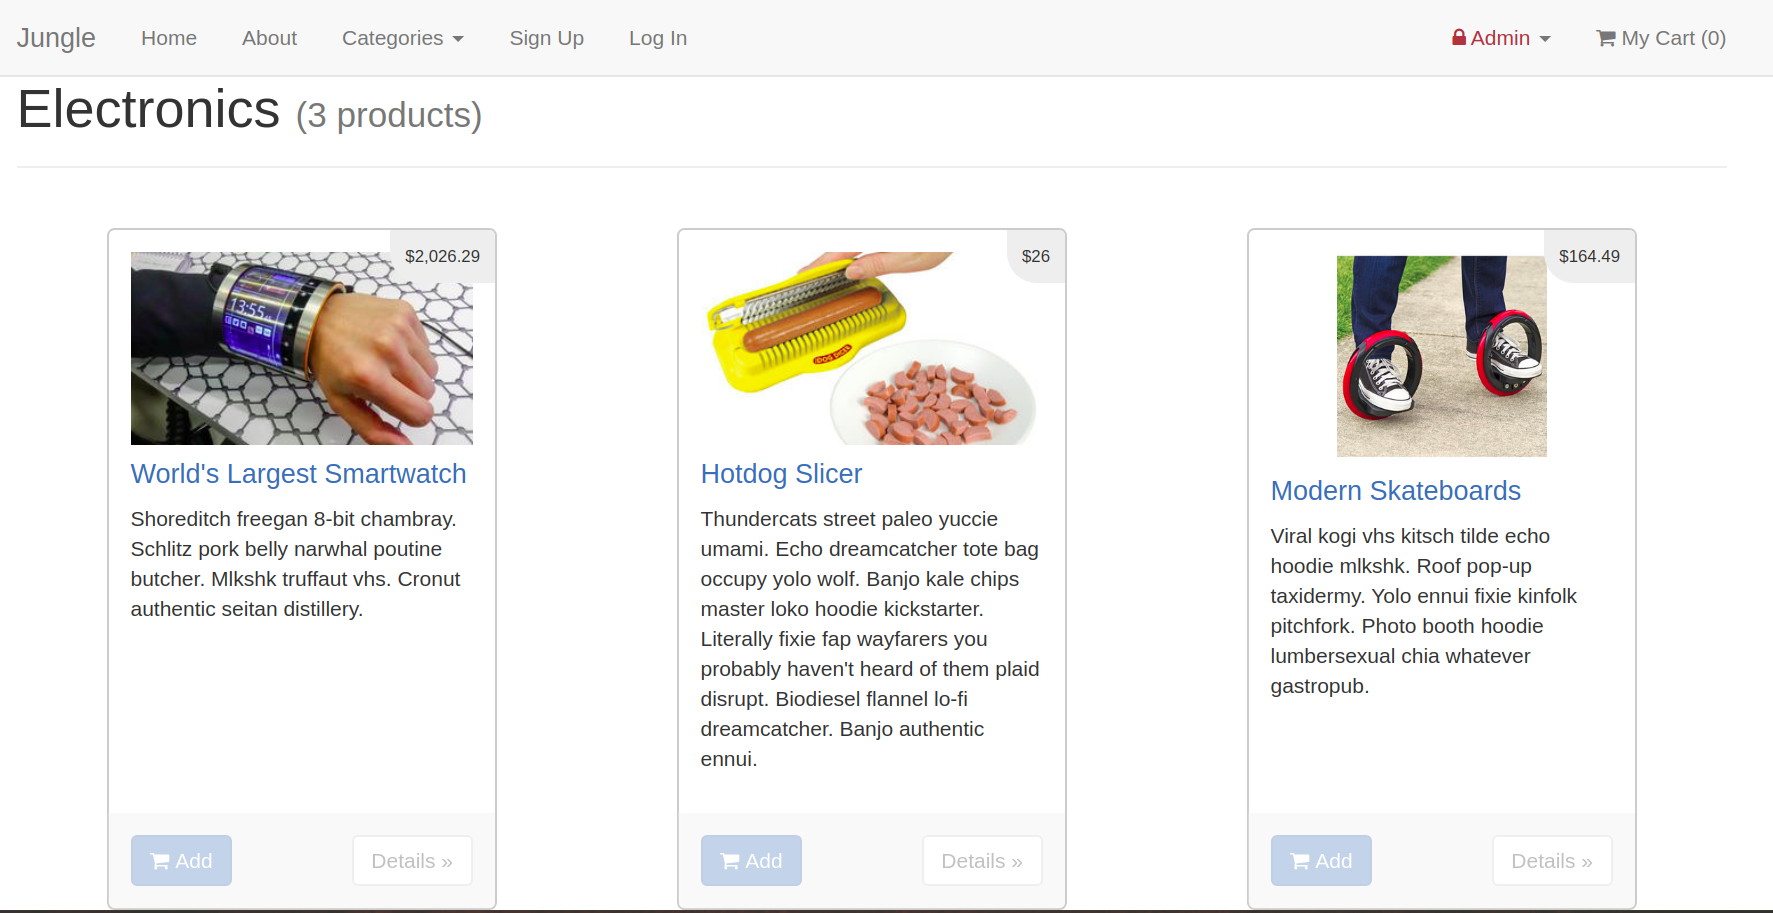 Jungle Home About Categories Sign Up Log In Admin My Cart (0)
Electronics (3 products)
$2,026.29
13:55
World's Largest Smartwatch
Shoreditch freegan 8-bit chambray.
Schlitz pork belly narwhal poutine
butcher. Mlkshk truffaut vhs. Cronut
authentic seitan distillery.
Add Details »
$26
Hotdog Slicer
Thundercats street paleo yuccie
umami. Echo dreamcatcher tote bag
occupy yolo wolf. Banjo kale chips
master loko hoodie kickstarter.
Literally fixie fap wayfarers you
probably haven't heard of them plaid
disrupt. Biodiesel flannel lo-fi
dreamcatcher. Banjo authentic
ennui.
Add Details »
$164.49
Modern Skateboards
Viral kogi vhs kitsch tilde echo
hoodie mlkshk. Roof pop-up
taxidermy. Yolo ennui fixie kinfolk
pitchfork. Photo booth hoodie
lumbersexual chia whatever
gastropub.
Add Details »